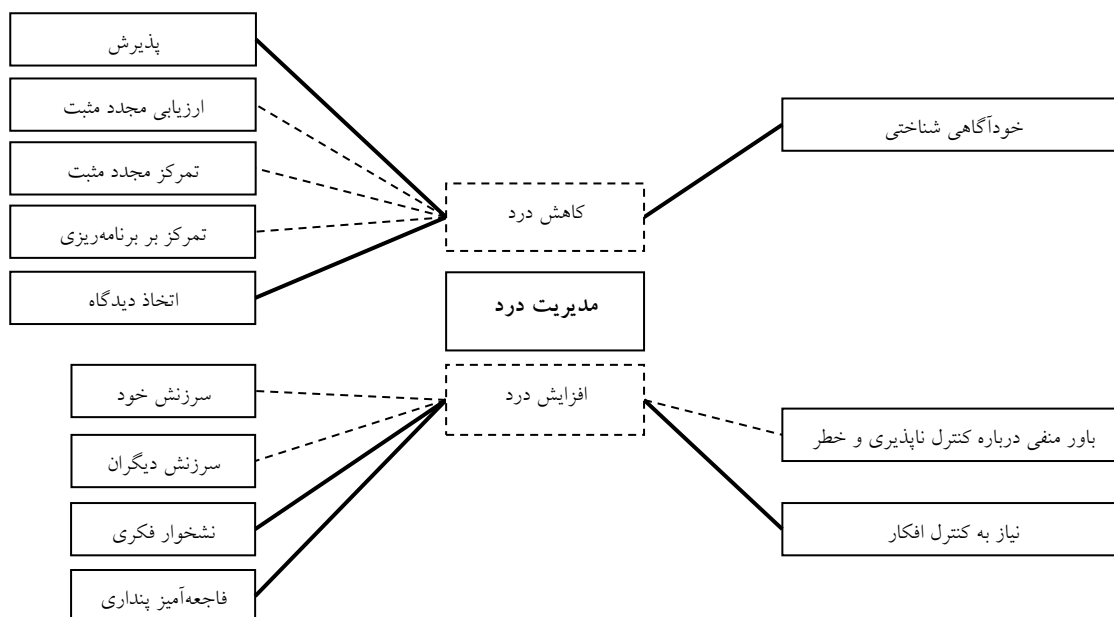 پذیرش
ارزیابی مجدد مثبت
تمرکز مجدد مثبت
تمرکز بر برنامه‌ریزی
اتخاذ دیدگاه
سرزنش خود
سرزنش دیگران
نشخوار فکری
فاجعه‌آمیز پنداری
کاهش درد
مدیریت درد
افزایش درد
خودآگاهی شناختی
باور منفی درباره کنترل ناپذیری و خطر
نیاز به کنترل افکار